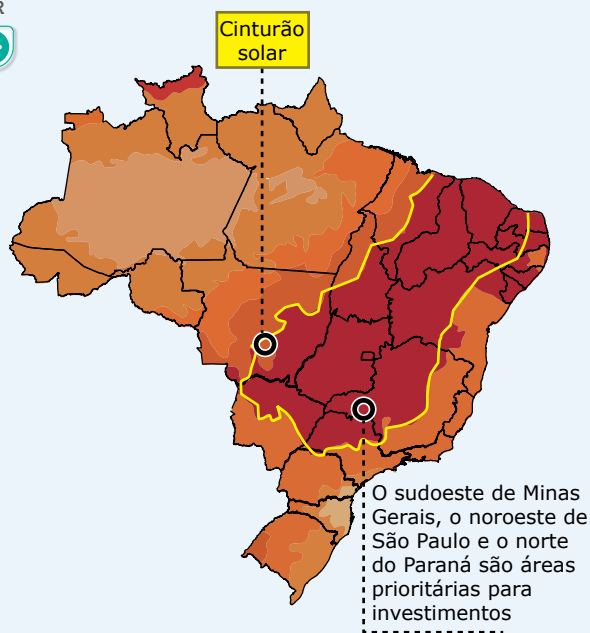 R
Cinturão
solar
O sudoeste de Minas
Gerais, o noroeste de
São Paulo e o norte
do Paraná são áreas
prioritárias para
investimentos